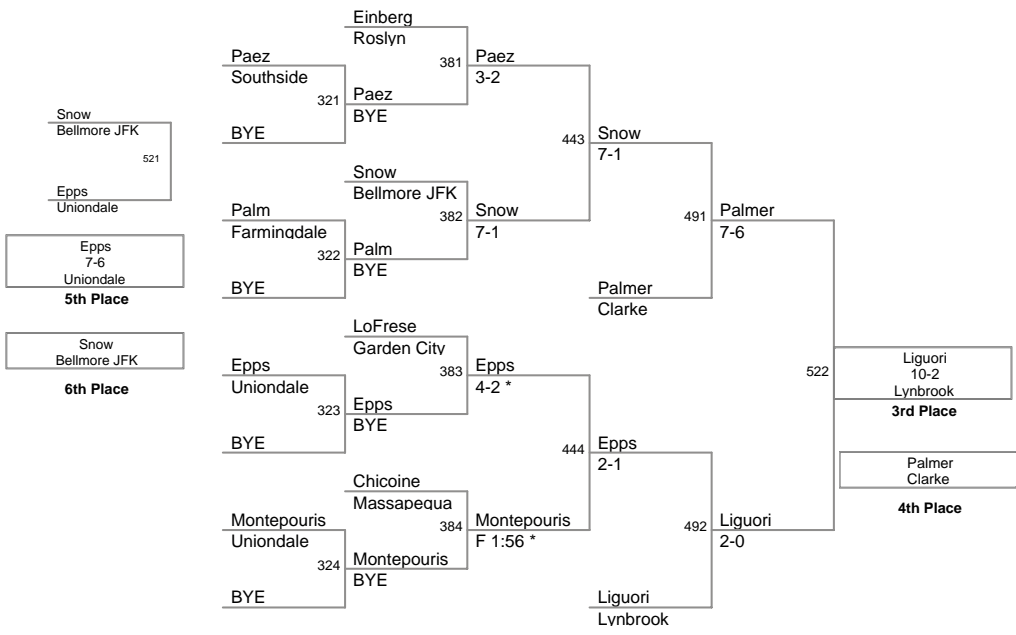 Einberg
Roslyn
381
Paez
3-2
Paez
Southside
321
Paez
BYE
BYE
443
Snow
7-1
Snow
Bellmore JFK
521
Epps
Uniondale
Epps
7-6
Uniondale
5th Place
Snow
Bellmore JFK
6th Place
Snow
Bellmore JFK
382
Snow
7-1
Palm
Farmingdale
322
Palm
BYE
BYE
491
Palmer
7-6
Palmer
Clarke
LoFrese
Garden City
383
Epps
4-2 *
Epps
Uniondale
323
Epps
BYE
BYE
444
Epps
2-1
522
Liguori
10-2
Lynbrook
3rd Place
Palmer
Clarke
4th Place
Chicoine
Massapequa
384
Montepouris
F 1:56 *
Montepouris
Uniondale
324
Montepouris
BYE
BYE
492
Liguori
2-0
Liguori
Lynbrook